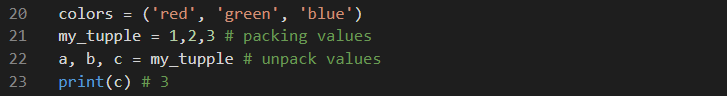 20 colors = ('red', 'green', 'blue')
21 my_tupple = 1,2,3 # packing values
22 a, b, c = my_tupple # unpack values
23 print(c) # 3